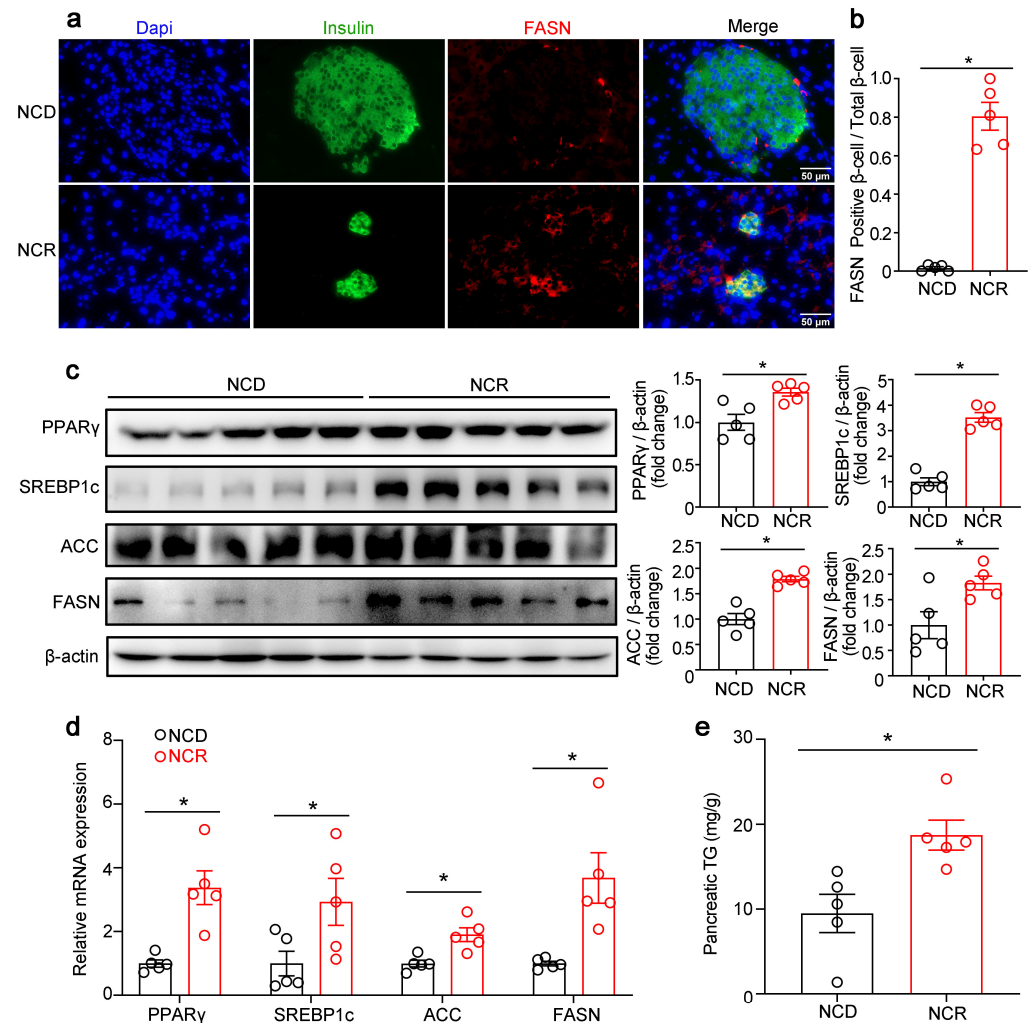 a
Dapi
Insulin
FASN
Merge
NCD
50 μm
NCR
50 μm
b
FASN Positive β-cell / Total β-cell
1.0
0.8
0.6
0.4
0.2
0
*
NCD
NCR
c
NCD
NCR
PPARγ
SREBP1c
ACC
FASN
β-actin
PPARγ / β-actin
(fold change)
1.5
1.0
0.5
0
*
NCD
NCR
SREBP1c / β-actin
(fold change)
5
4
3
2
1
0
*
NCD
NCR
ACC / β-actin
(fold change)
2.5
2.0
1.5
1.0
0.5
0
*
NCD
NCR
FASN / β-actin
(fold change)
2.5
2.0
1.5
1.0
0.5
0
*
NCD
NCR
d
NCD
NCR
Relative mRNA expression
8
6
4
2
0
*
*
*
*
PPARγ
SREBP1c
ACC
FASN
e
Pancreatic TG (mg/g)
30
20
10
0
*
NCD
NCR